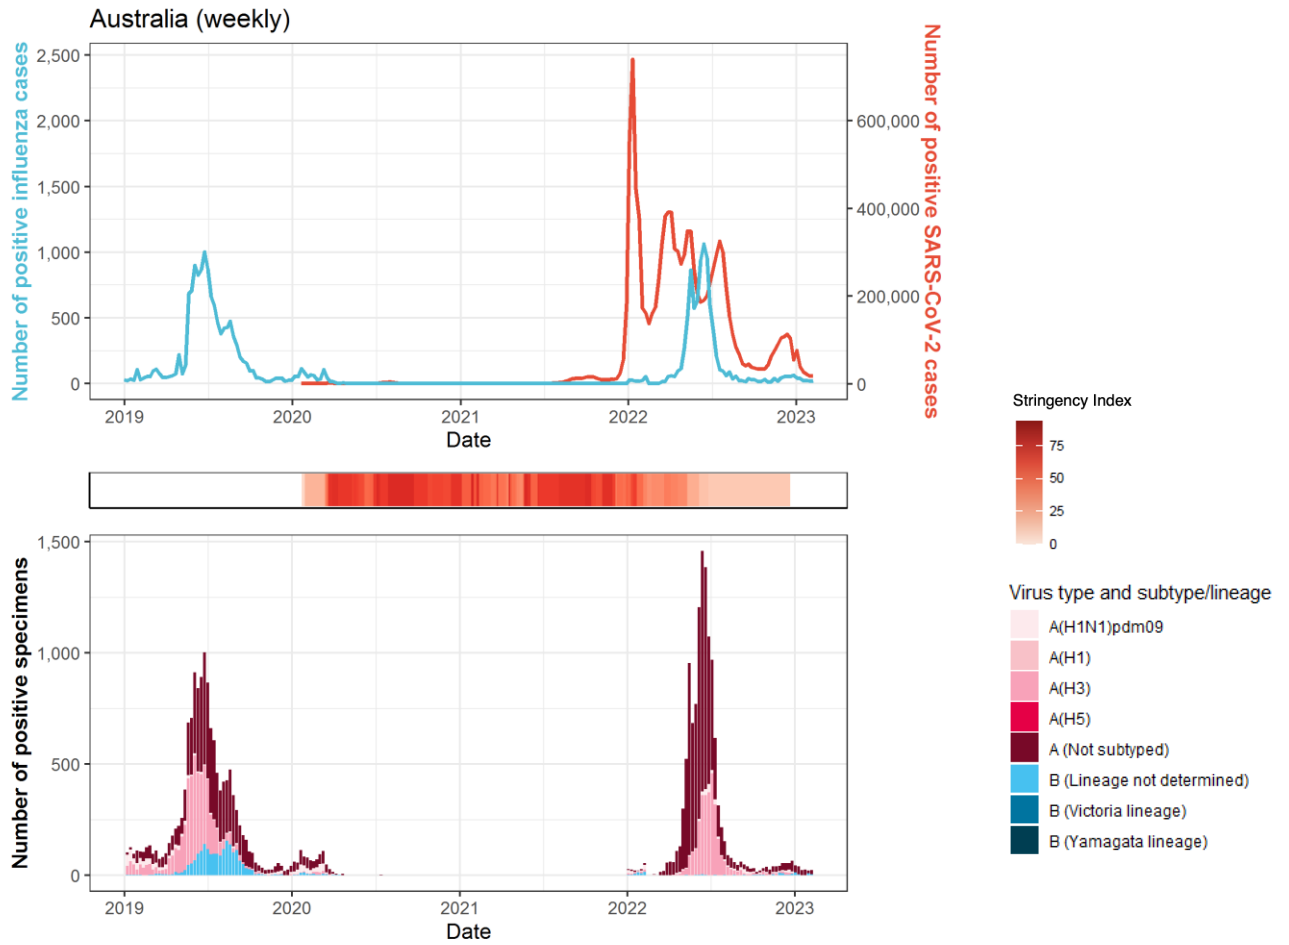 Australia (weekly)
Number of positive influenza cases
2,500
2,000
1,500
1,000
500
0
600,000
400,000
200,000
0
Number of positive SARS-CoV-2 cases
2019 2020 2021 2022 2023
Date
Stringency Index
75
50
25
0
Number of positive specimens
1,500
1,000
500
0
2019 2020 2021 2022 2023
Date
Virus type and subtype/lineage
A(H1N1)pdm09
A(H1)
A(H3)
A(H5)
A (Not subtyped)
B (Lineage not determined)
B (Victoria lineage)
B (Yamagata lineage)